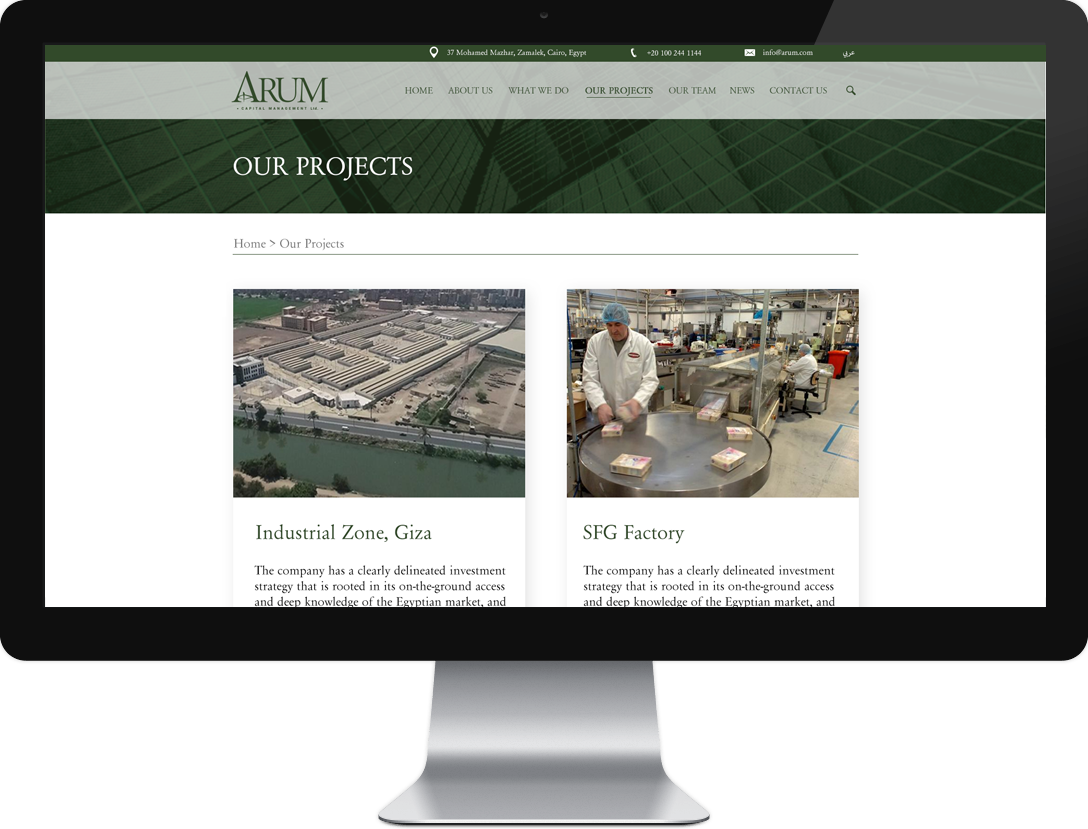 37 Mohamed Mazhar, Zamalek, Cairo, Egypt
+20 100 244 1144
info@arum.com
عربي
ARUM
CAPITAL MANAGEMENT Ltd.
HOME
ABOUT US
WHAT WE DO
OUR PROJECTS
OUR TEAM
NEWS
CONTACT US
OUR PROJECTS
Home > Our Projects
Industrial Zone, Giza
The company has a clearly delineated investment
strategy that is rooted in its on-the-ground access
and deep knowledge of the Egyptian market, and
SFG Factory
The company has a clearly delineated investment
strategy that is rooted in its on-the-ground access
and deep knowledge of the Egyptian market, and